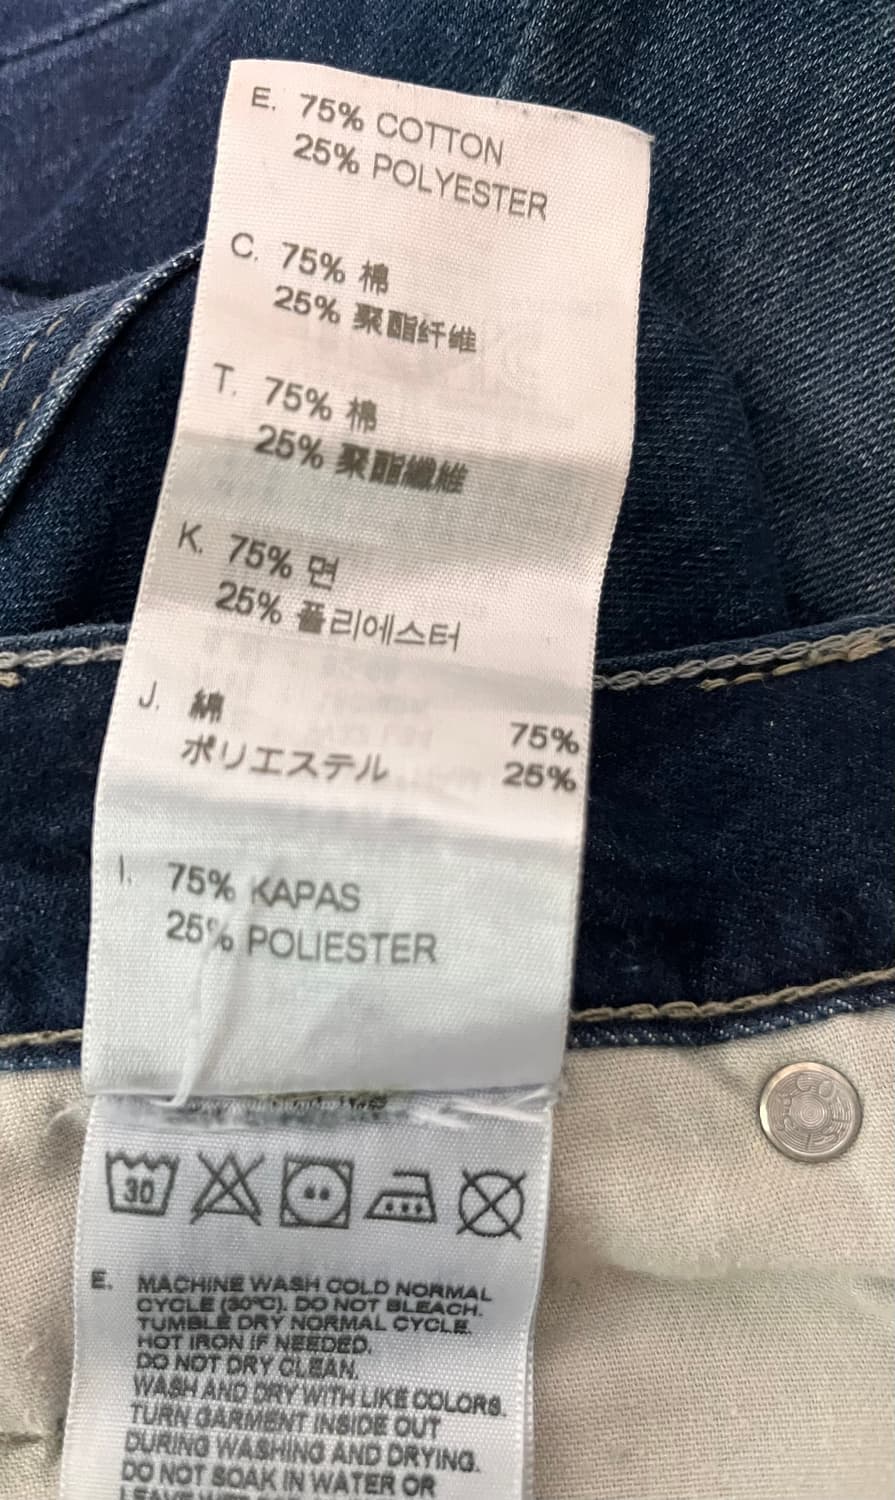 E. 75% COTTON
25% POLYESTER
C. 75% 棉
25% 聚酯纤维
T. 75% 棉
25% 聚酯纖維
K. 75% 면
25% 폴리에스터
J. 綿 75%
ポリエステル 25%
I. 75% KAPAS
25% POLIESTER
30
E. MACHINE WASH COLD NORMAL
CYCLE (30°C). DO NOT BLEACH.
TUMBLE DRY NORMAL CYCLE.
HOT IRON IF NEEDED.
DO NOT DRY CLEAN.
WASH AND DRY WITH LIKE COLORS.
TURN GARMENT INSIDE OUT
DURING WASHING AND DRYING.
DO NOT SOAK IN WATER OR
LEAVE